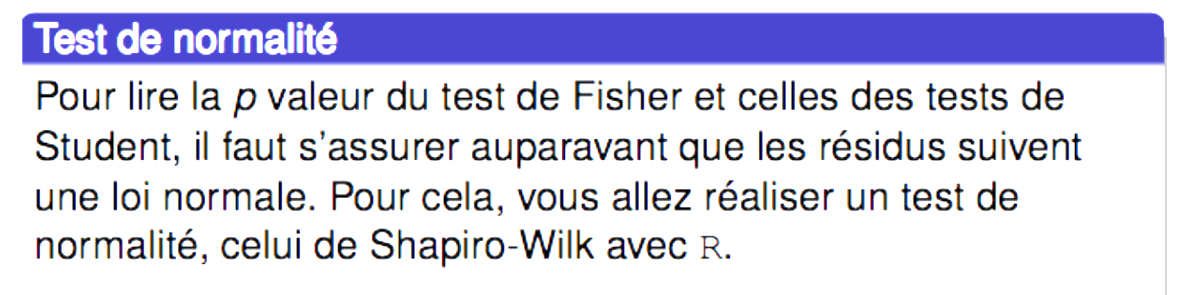 Test de normalité
Pour lire la p valeur du test de Fisher et celles des tests de
Student, il faut s'assurer auparavant que les résidus suivent
une loi normale. Pour cela, vous allez réaliser un test de
normalité, celui de Shapiro-Wilk avec R.